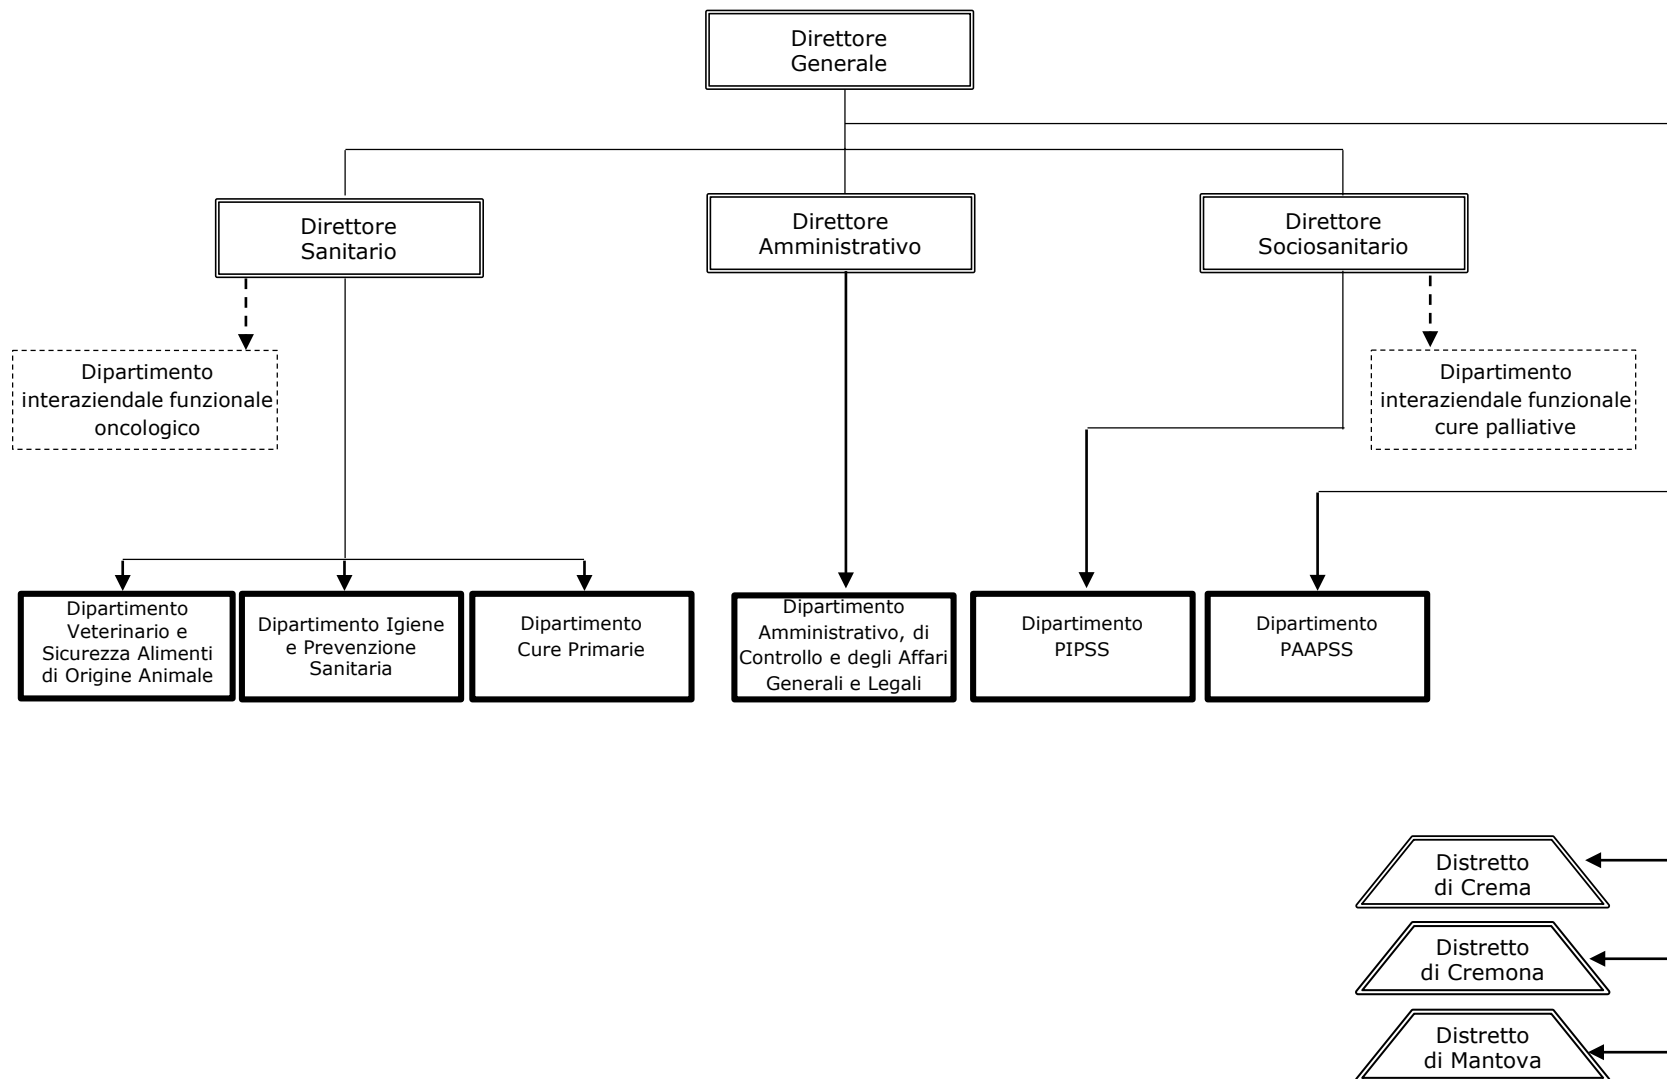 Direttore
Generale
Direttore
Sanitario
Direttore
Amministrativo
Direttore
Sociosanitario
Dipartimento
interaziendale funzionale
oncologico
Dipartimento
interaziendale funzionale
cure palliative
Dipartimento
Veterinario e
Sicurezza Alimenti
di Origine Animale
Dipartimento Igiene
e Prevenzione
Sanitaria
Dipartimento
Cure Primarie
Dipartimento
Amministrativo, di
Controllo e degli Affari
Generali e Legali
Dipartimento
PIPSS
Dipartimento
PAAPSS
Distretto
di Crema
Distretto
di Cremona
Distretto
di Mantova